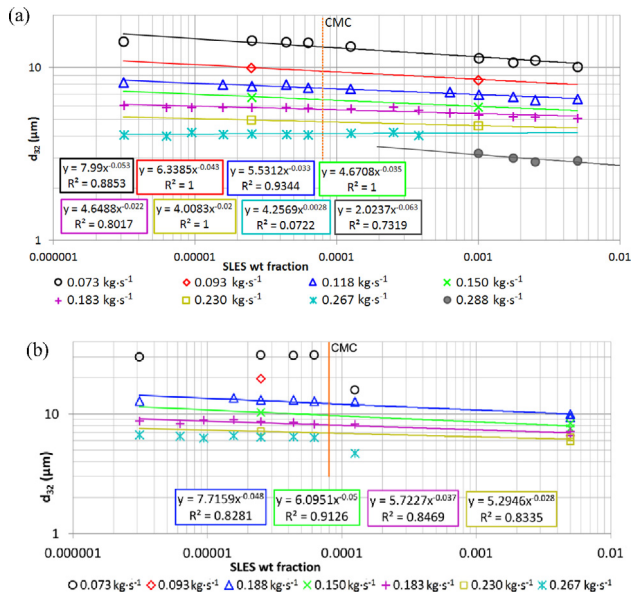 (a)
CMC
10
d32 (µm)
y = 7.99x^-0.053
R² = 0.8853
y = 6.3385x^-0.043
R² = 1
y = 5.5312x^-0.033
R² = 0.9344
y = 4.6708x^-0.035
R² = 1
y = 4.6488x^-0.022
R² = 0.8017
y = 4.0083x^-0.02
R² = 1
y = 4.2569x^-0.0028
R² = 0.0722
y = 2.0237x^-0.063
R² = 0.7319
1
0.000001 0.00001 0.0001 0.001 0.01
SLES wt fraction
0.073 kg·s-1 0.093 kg·s-1 0.118 kg·s-1 0.150 kg·s-1
0.183 kg·s-1 0.230 kg·s-1 0.267 kg·s-1 0.288 kg·s-1
(b)
CMC
10
d32 (µm)
y = 7.7159x^-0.048
R² = 0.8281
y = 6.0951x^-0.05
R² = 0.9126
y = 5.7227x^-0.037
R² = 0.8469
y = 5.2946x^-0.028
R² = 0.8335
1
0.000001 0.00001 0.0001 0.001 0.01
SLES wt fraction
0.073 kg·s-1 0.093 kg·s-1 0.188 kg·s-1 0.150 kg·s-1 0.183 kg·s-1 0.230 kg·s-1 0.267 kg·s-1